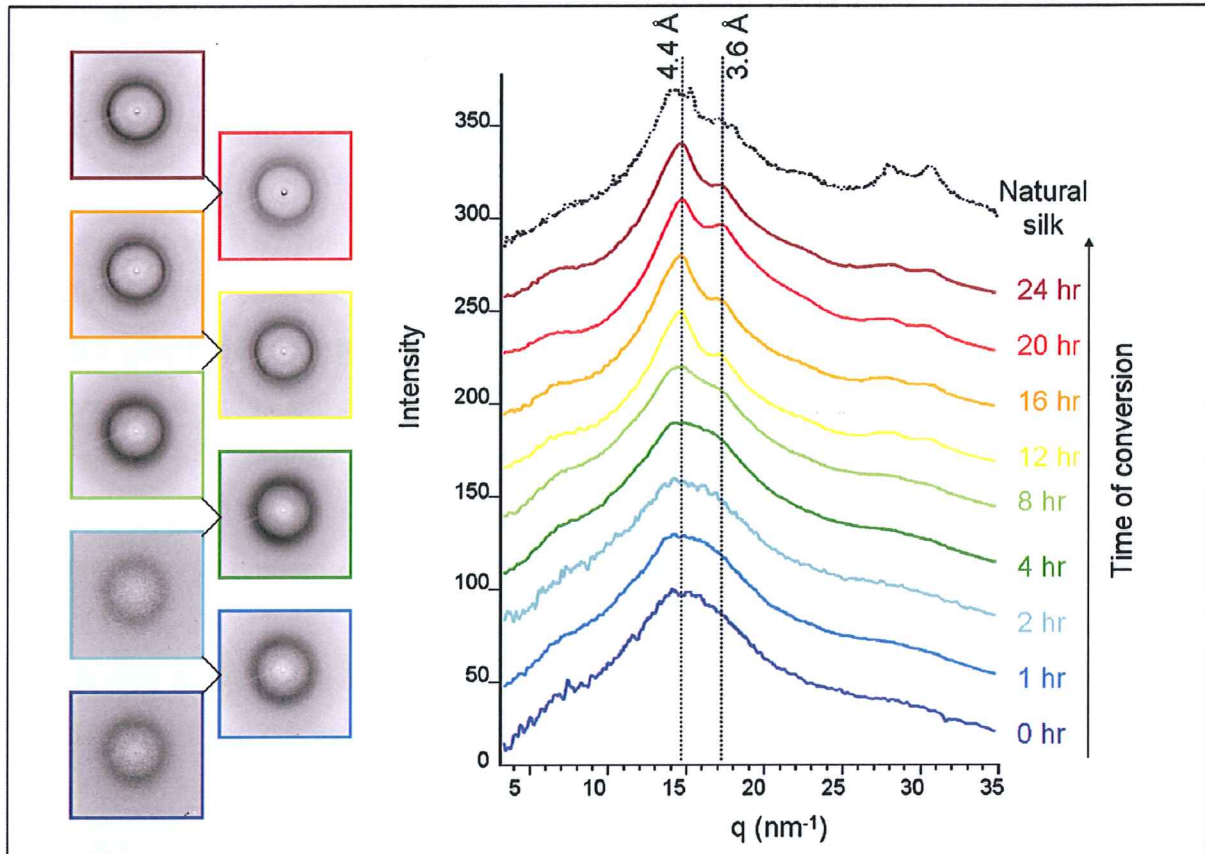 4.4 Å
3.6 Å
350
300
250
200
150
100
50
0
Intensity
5 10 15 20 25 30 35
q (nm-1)
Natural
silk
24 hr
20 hr
16 hr
12 hr
8 hr
4 hr
2 hr
1 hr
0 hr
Time of conversion